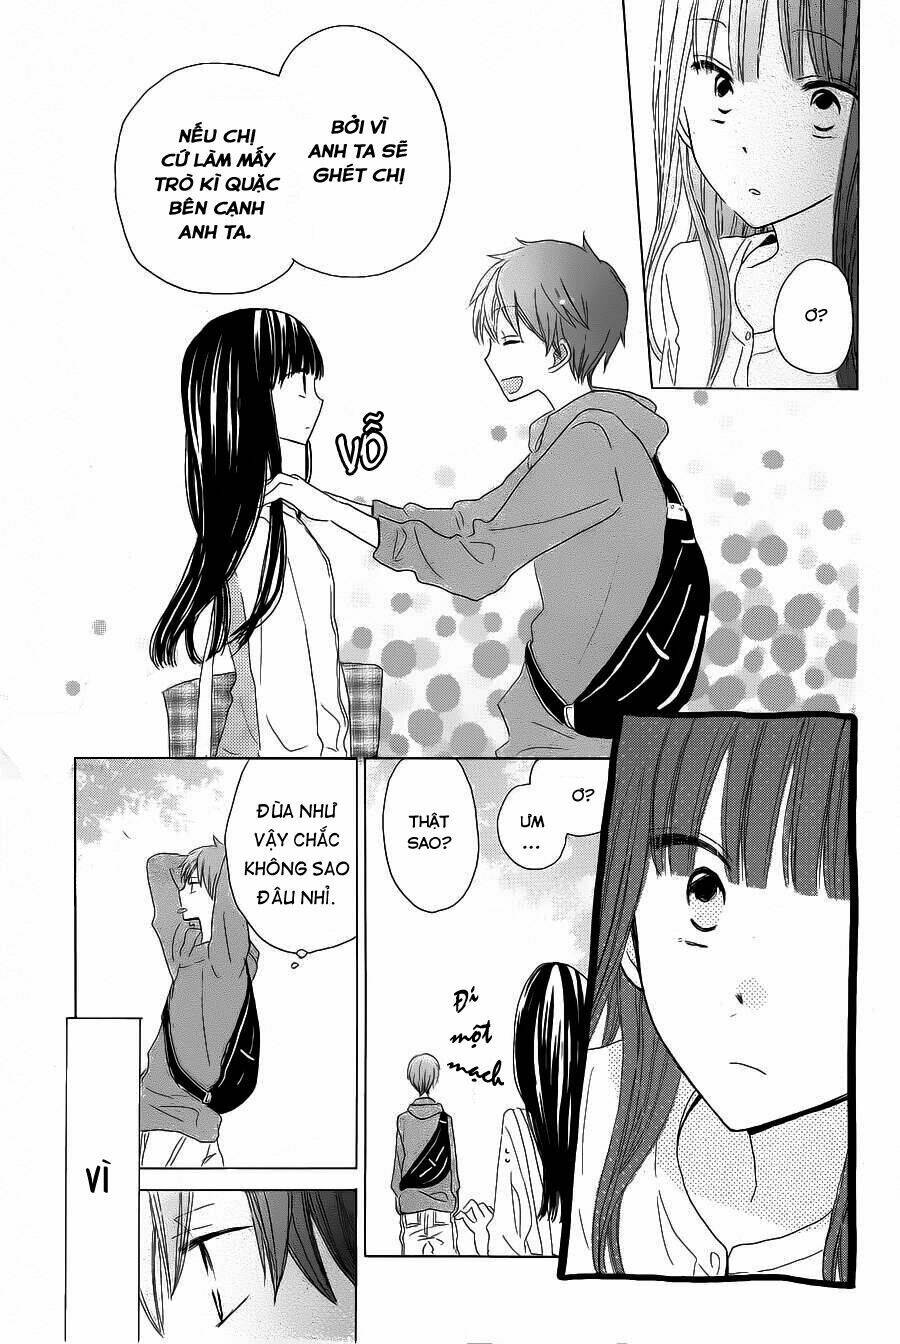 Ơ?
BỞI VÌ
ANH TA SẼ
GHÉT CHỊ
NẾU CHỊ
CỨ LÀM MẤY
TRÒ KÌ QUẶC
BÊN CẠNH
ANH TA.
VỖ
Ơ?
ƯM
...
THẬT
SAO?
Đi
một
mạch
ĐÙA NHƯ
VẬY CHẮC
KHÔNG SAO
ĐÂU NHỈ.
VÌ